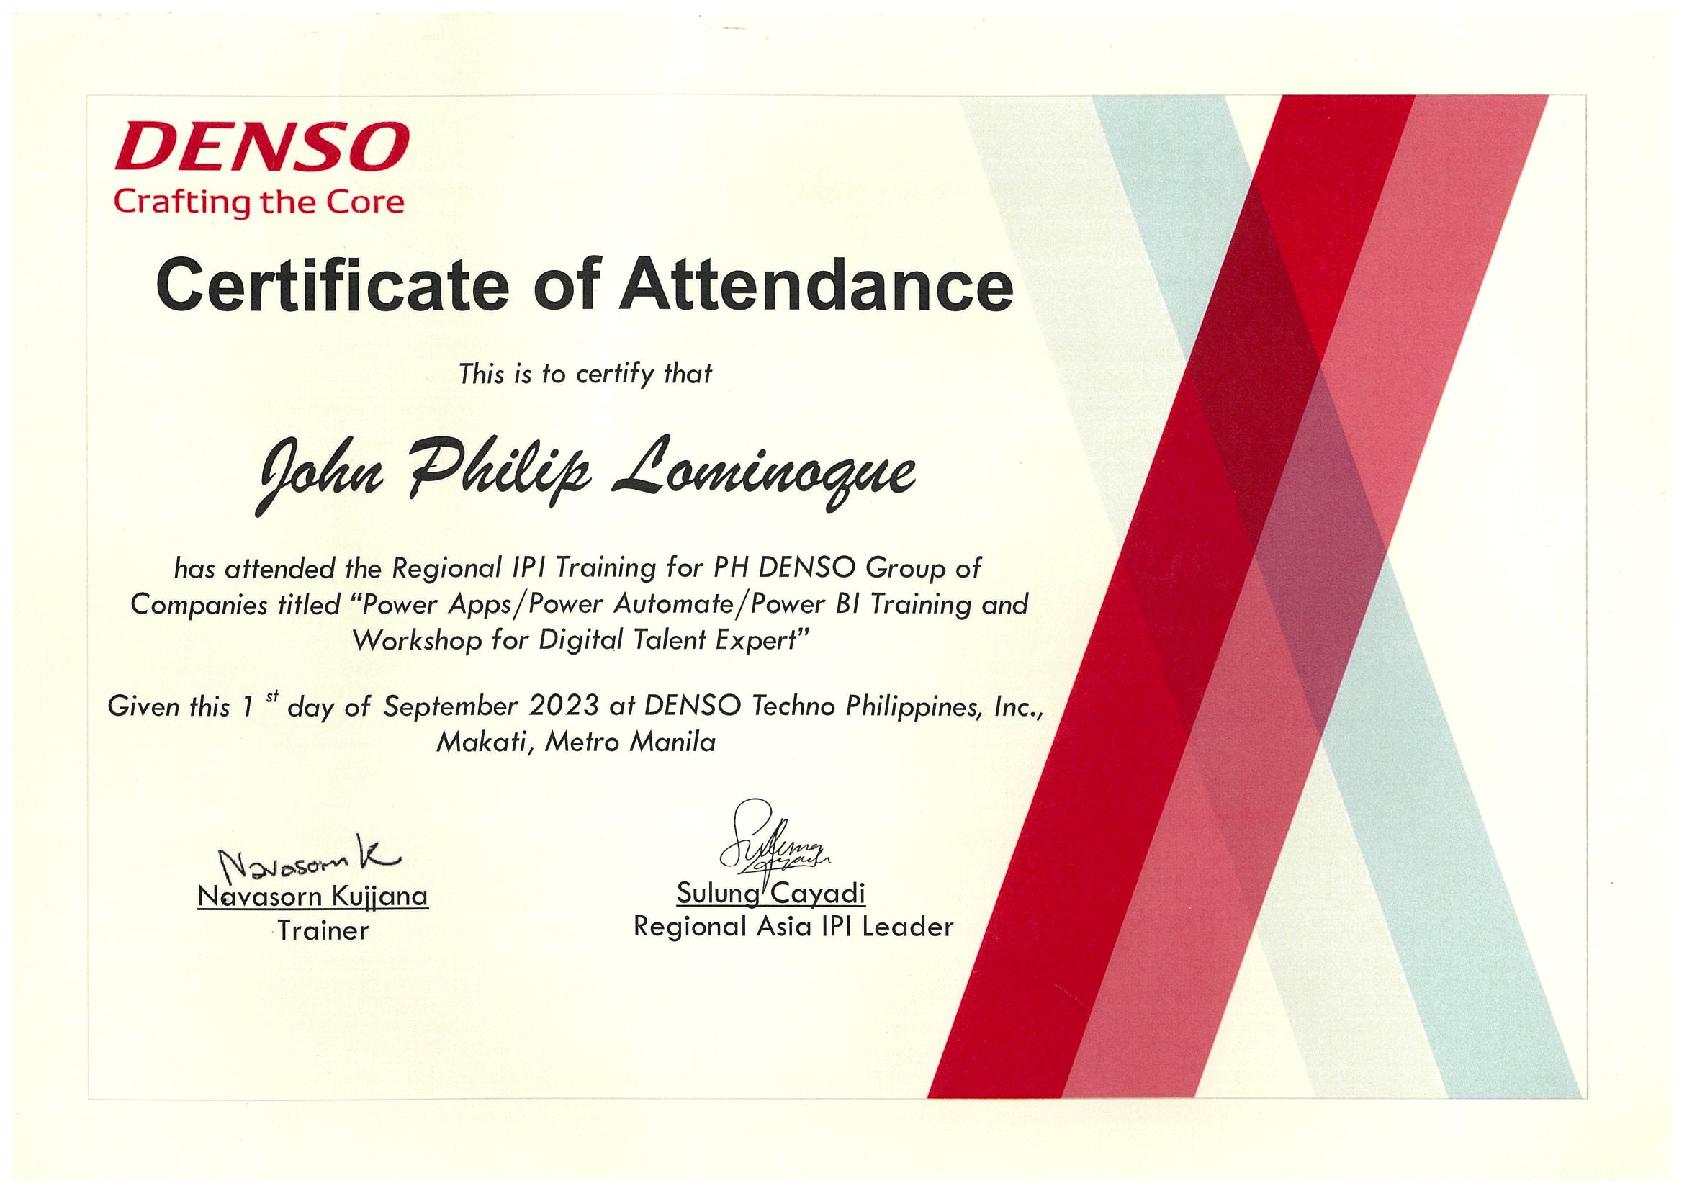 DENSO
Crafting the Core
Certificate of Attendance
This is to certify that
John Philip Lominoque
has attended the Regional IPI Training for PH DENSO Group of
Companies titled “Power Apps/Power Automate/Power BI Training and
Workshop for Digital Talent Expert”
Given this 1 st day of September 2023 at DENSO Techno Philippines, Inc.,
Makati, Metro Manila
Navasorn K
Navasorn Kujjana
Trainer
Sulung Cayadi
Regional Asia IPI Leader